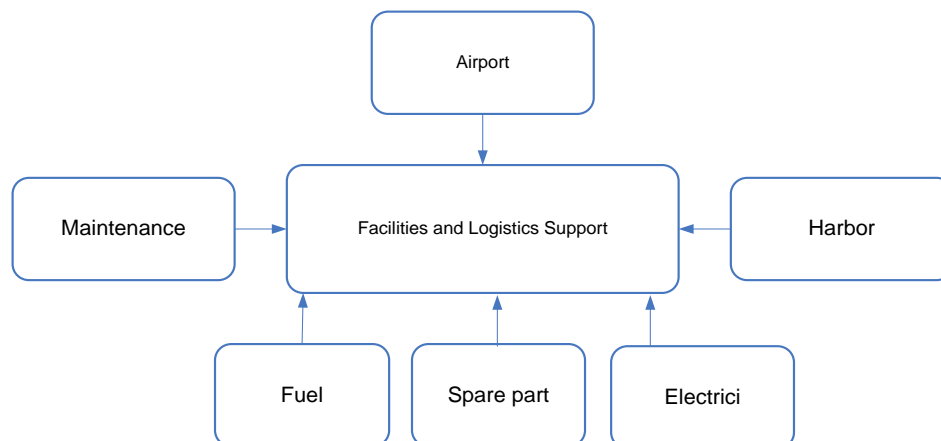 Airport
Maintenance
Facilities and Logistics Support
Harbor
Fuel
Spare part
Electrici